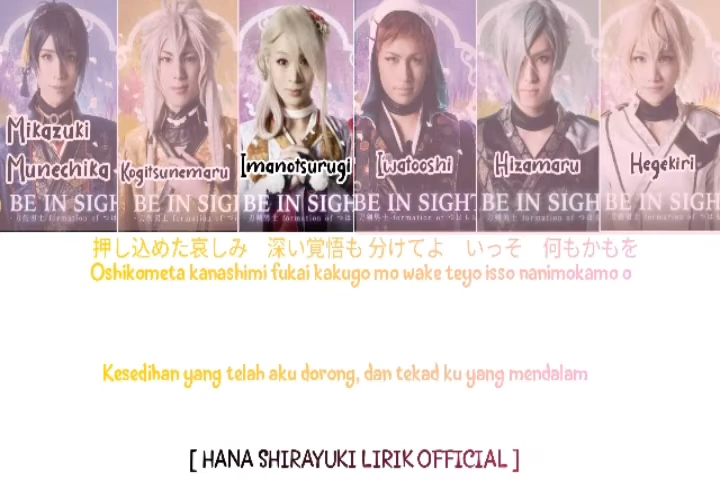 Mikazuki
Munechika
Kogitsunemaru
Imanotsurugi
Iwatooshi
HIzamaru
Hegekiri
BE IN SIGH
BE IN SIGH
BE IN SIGH
BE IN SIGHT
BE IN SIGH
BE IN SIGH
押し込めた哀しみ　深い覚悟も 分けてよ　いっそ　何もかもを
Oshikometa kanashimi fukai kakugo mo wake teyo isso nanimokamo o
Kesedihan yang telah aku dorong, dan tekad ku yang mendalam
[ HANA SHIRAYUKI LIRIK OFFICIAL ]